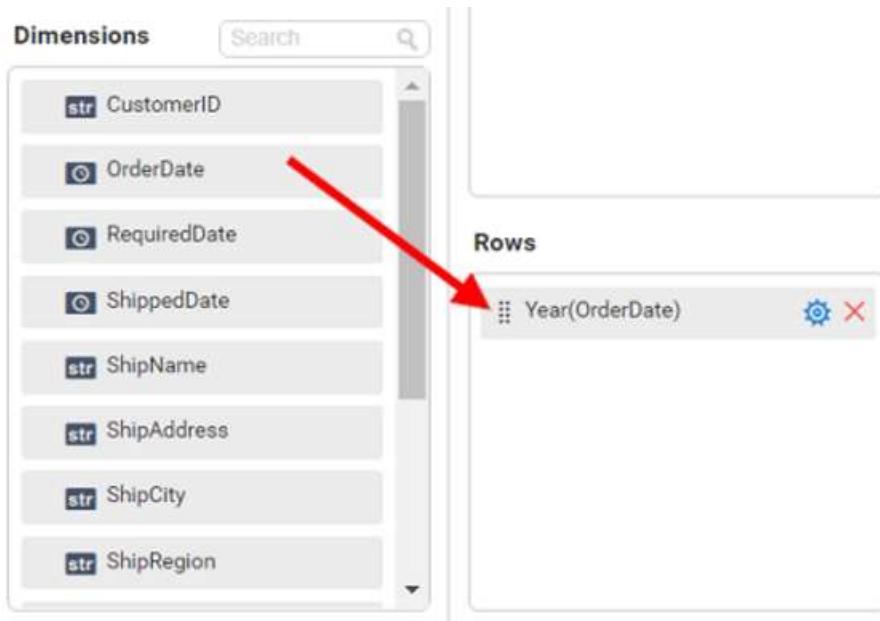 Dimensions
Search
str CustomerID
OrderDate
RequiredDate
ShippedDate
str ShipName
str ShipAddress
str ShipCity
str ShipRegion
Rows
Year(OrderDate)